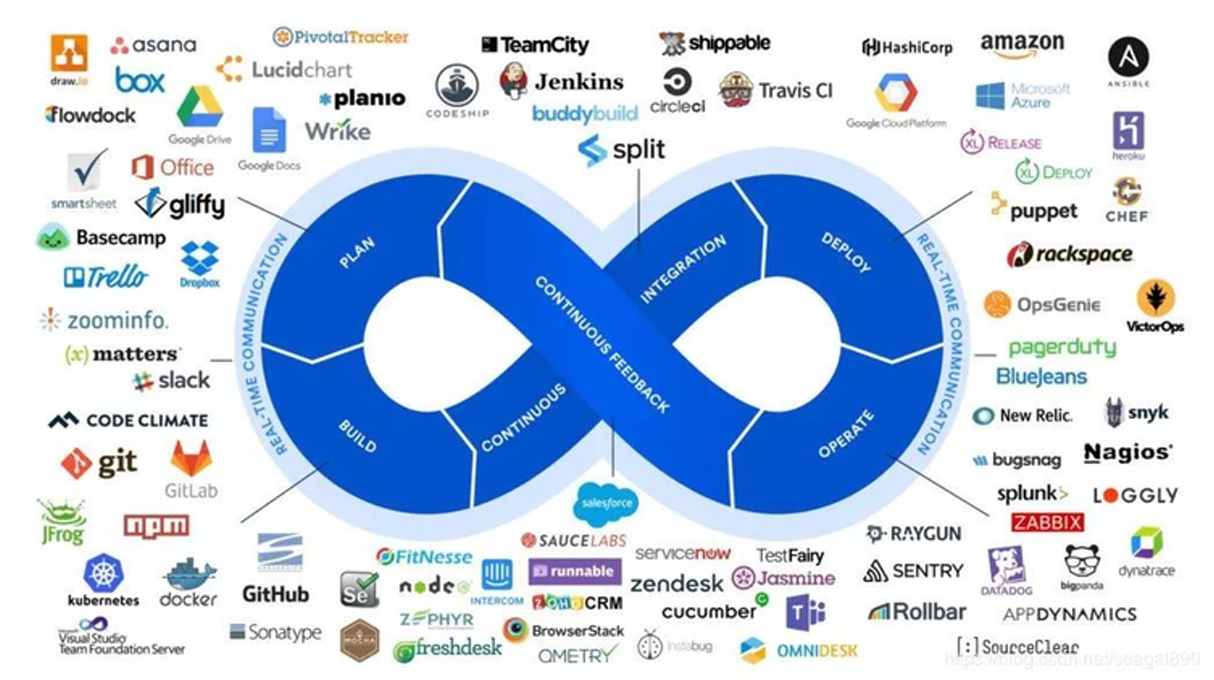 draw.io
asana
PivotalTracker
box
Lucidchart
flowdock
Google Drive
planio
Google Docs
Wrike
smartsheet
Office
gliffy
Basecamp
Trello
Dropbox
zoominfo.
(x) matters
slack
CODE CLIMATE
git
GitLab
JFrog
npm
kubernetes
docker
GitHub
Visual Studio
Team Foundation Server
Sonatype
TeamCity
shippable
CODESHIP
Jenkins
circleci
Travis CI
buddybuild
split
HashiCorp
amazon
ANSIBLE
Google Cloud Platform
Microsoft
Azure
heroku
XL RELEASE
XL DEPLOY
puppet
CHEF
rackspace
OpsGenie
VictorOps
pagerduty
BlueJeans
New Relic.
snyk
bugsnag
Nagios
splunk>
LOGGLY
ZABBIX
RAYGUN
SENTRY
DATADOG
bigpanda
dynatrace
Rollbar
APPDYNAMICS
[:]SourceClear
REAL-TIME COMMUNICATION
PLAN
BUILD
CONTINUOUS
INTEGRATION
CONTINUOUS FEEDBACK
DEPLOY
OPERATE
REAL-TIME COMMUNICATION
salesforce
FitNesse
SAUCELABS
servicenow
TestFairy
Se
node
INTERCOM
runnable
zendesk
Jasmine
ZOHO CRM
cucumber
T
ZEPHYR
MOCHA
freshdesk
BrowserStack
QMETRY
instabug
OMNIDESK
https://blog.csdn.net/seagal890